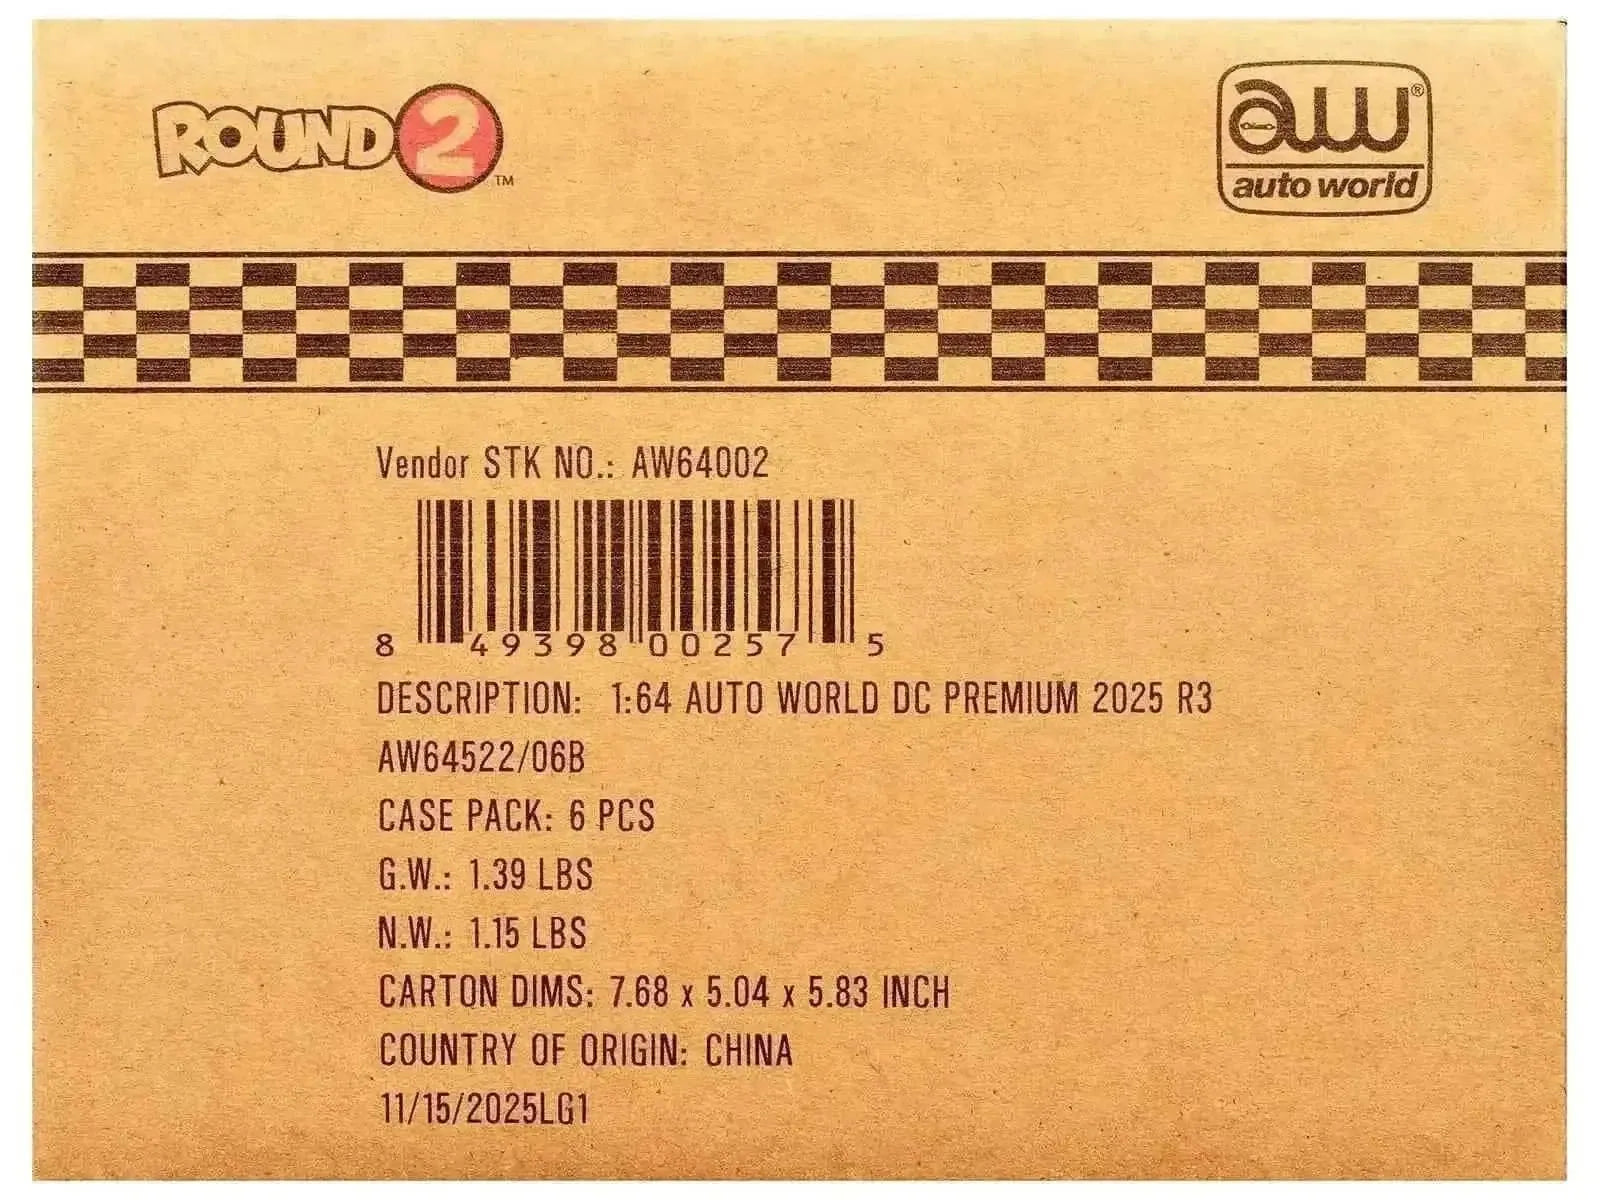 ROUND 2 ™
aw ®
auto world
Vendor STK NO.: AW64002
8 49398 00257 5
DESCRIPTION: 1:64 AUTO WORLD DC PREMIUM 2025 R3
AW64522/06B
CASE PACK: 6 PCS
G.W.: 1.39 LBS
N.W.: 1.15 LBS
CARTON DIMS: 7.68 x 5.04 x 5.83 INCH
COUNTRY OF ORIGIN: CHINA
11/15/2025LG1